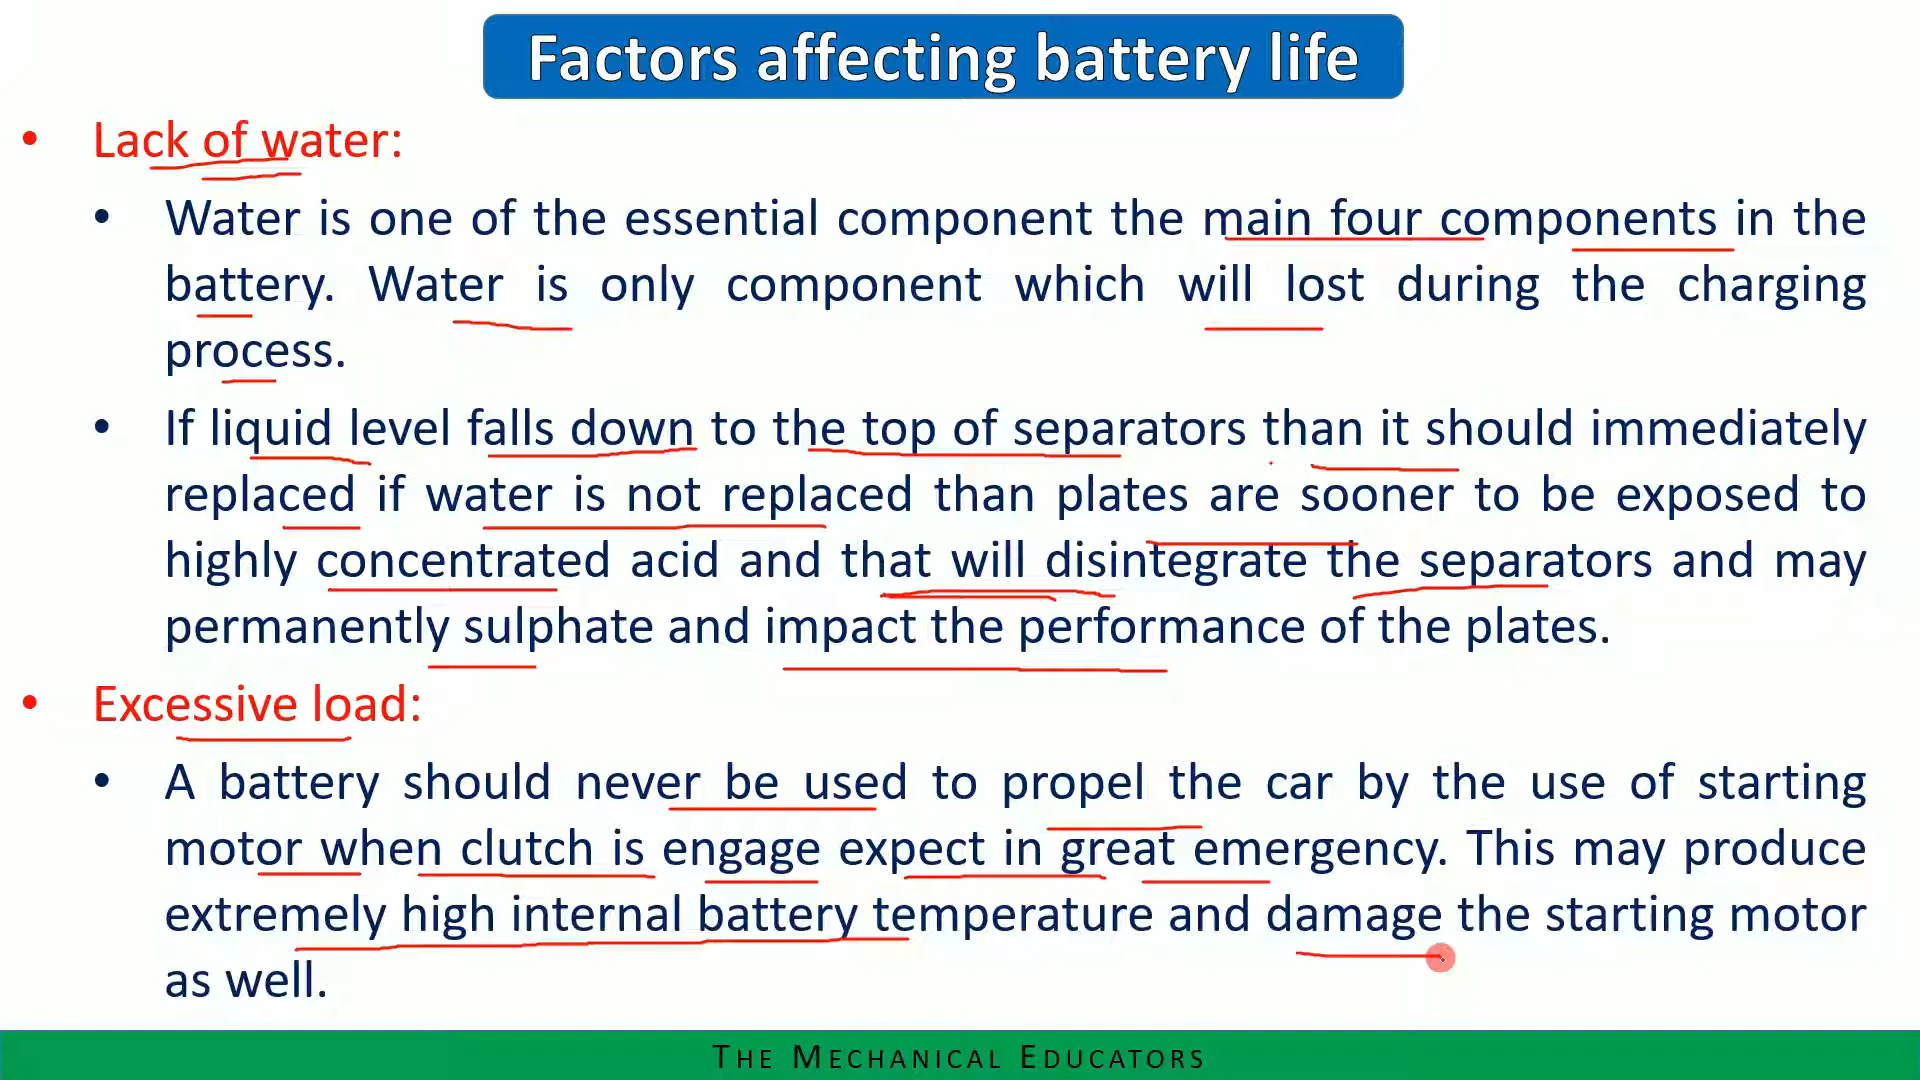 Factors affecting battery life
• Lack of water:
• Water is one of the essential component the main four components in the
battery. Water is only component which will lost during the charging
process.
• If liquid level falls down to the top of separators than it should immediately
replaced if water is not replaced than plates are sooner to be exposed to
highly concentrated acid and that will disintegrate the separators and may
permanently sulphate and impact the performance of the plates.
• Excessive load:
• A battery should never be used to propel the car by the use of starting
motor when clutch is engage expect in great emergency. This may produce
extremely high internal battery temperature and damage the starting motor
as well.
THE MECHANICAL EDUCATORS